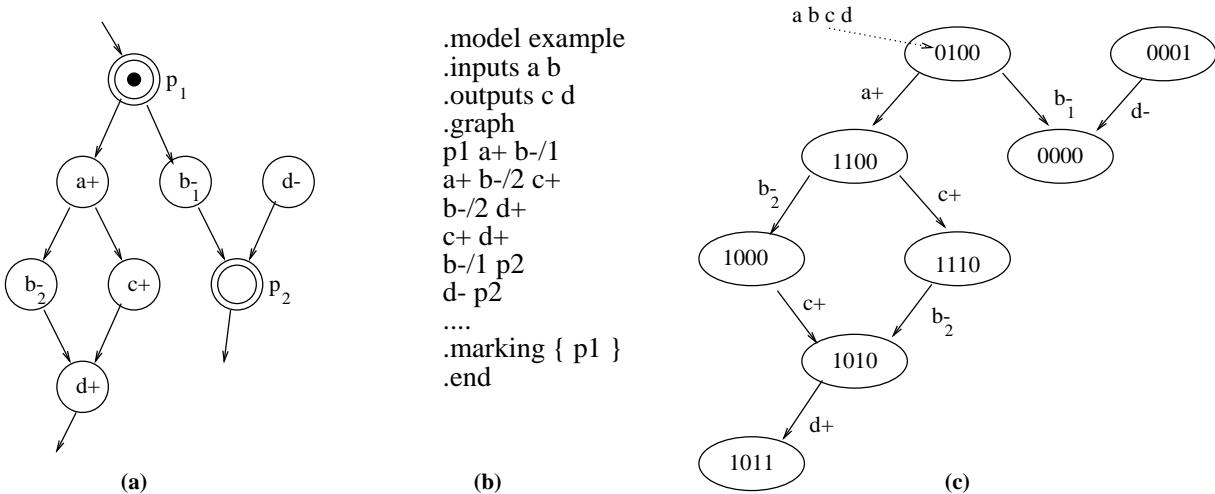 p1
a+
b-1
d-
b-2
c+
p2
d+
(a)
.model example
.inputs a b
.outputs c d
.graph
p1 a+ b-/1
a+ b-/2 c+
b-/2 d+
c+ d+
b-/1 p2
d- p2
....
.marking { p1 }
.end
(b)
a b c d
0100
0001
a+
b-1
d-
1100
0000
b-2
c+
1000
1110
c+
b-2
1010
d+
1011
(c)